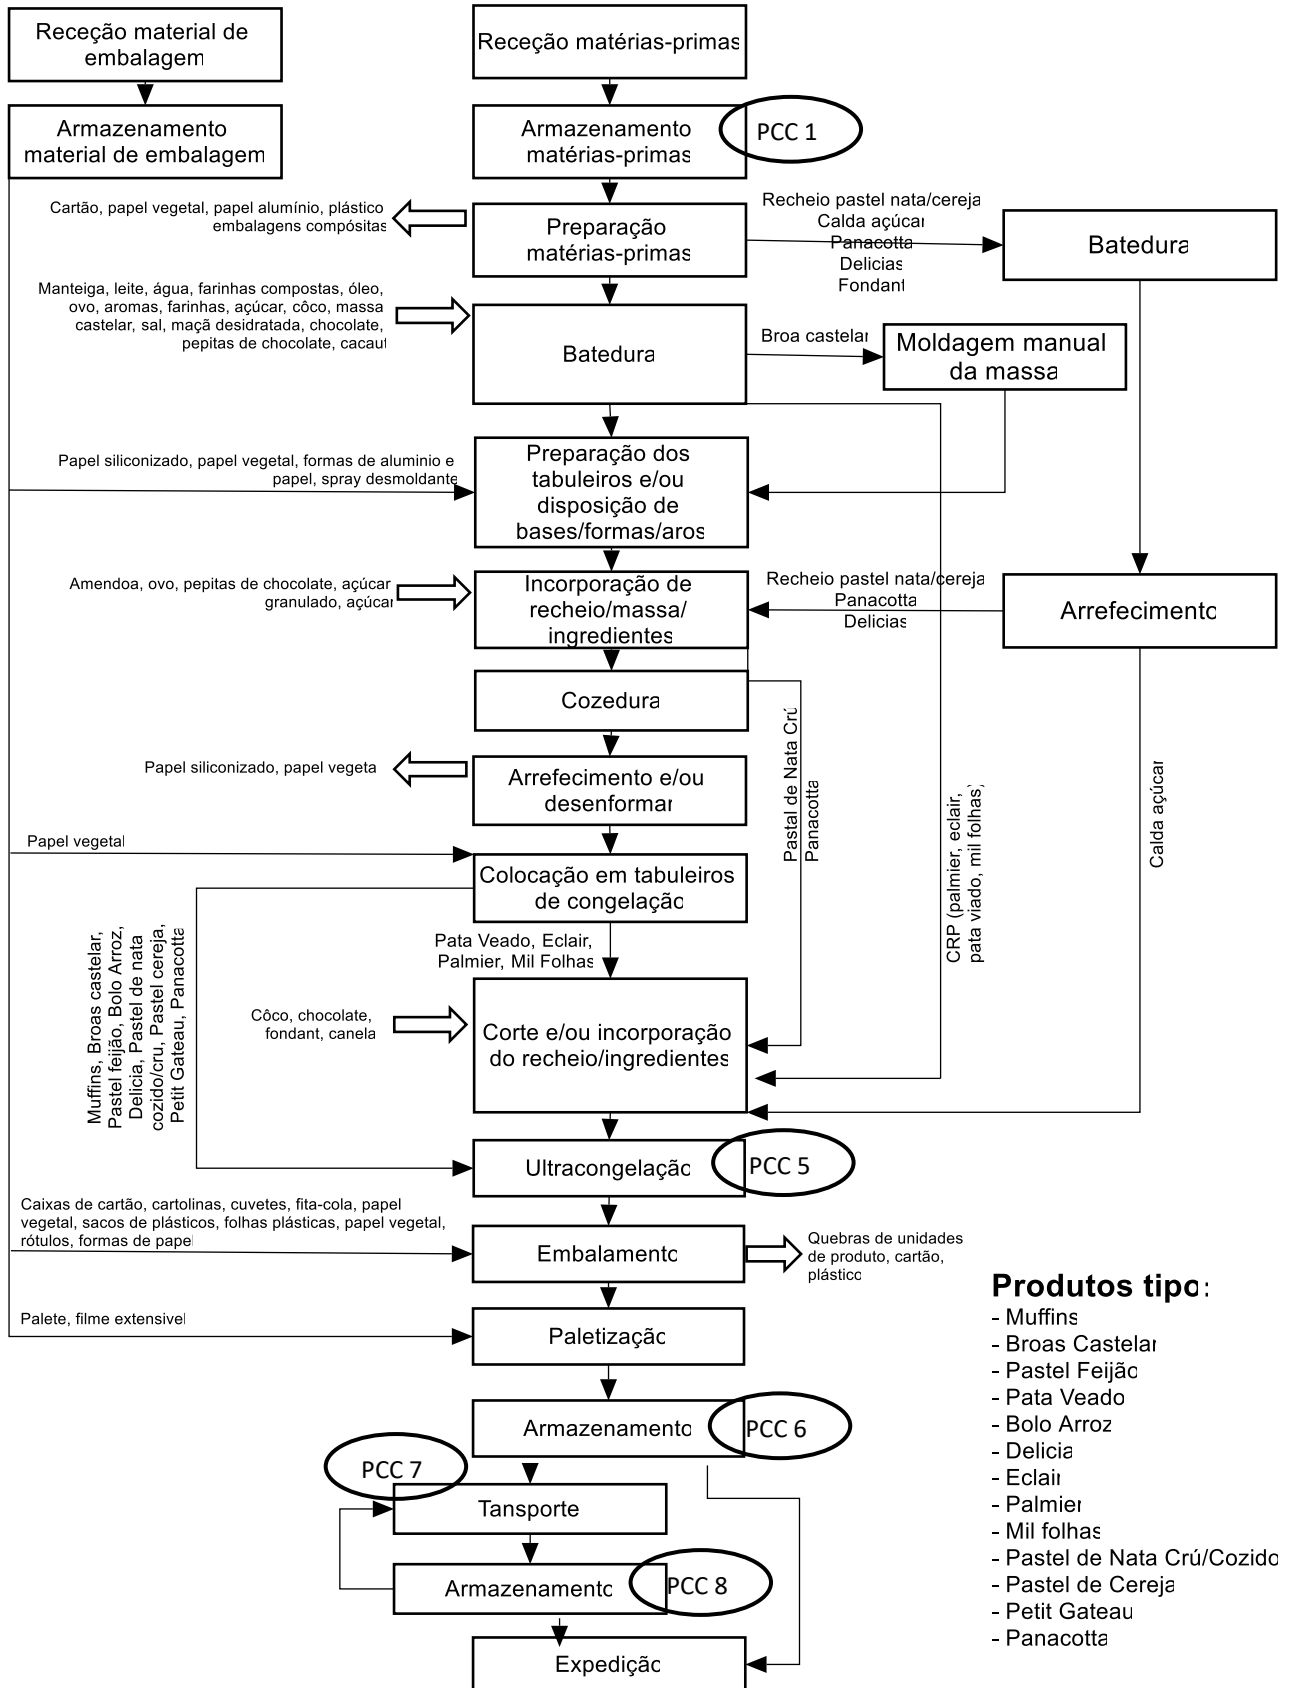 Receção material de
embalagem
Receção matérias-primas
Armazenamento
material de embalagem
Armazenamento
matérias-primas
PCC 1
Cartão, papel vegetal, papel alumínio, plástico
embalagens compósitas
Preparação
matérias-primas
Recheio pastel nata/cereja
Calda açúcar
Panacotta
Delicias
Fondant
Batedura
Manteiga, leite, água, farinhas compostas, óleo,
ovo, aromas, farinhas, açúcar, côco, massa
castelar, sal, maçã desidratada, chocolate,
pepitas de chocolate, cacaut
Batedura
Broa castelar
Moldagem manual
da massa
Papel siliconizado, papel vegetal, formas de aluminio e
papel, spray desmoldante
Preparação dos
tabuleiros e/ou
disposição de
bases/formas/aros
Amendoa, ovo, pepitas de chocolate, açúcar
granulado, açúcar
Incorporação de
recheio/massa/
ingredientes
Recheio pastel nata/cereja
Panacotta
Delicias
Arrefecimento
Cozedura
Pastal de Nata Crú
Panacotta
Papel siliconizado, papel vegeta
Arrefecimento e/ou
desenformar
CRP (palmier, eclair,
pata viado, mil folhas)
Calda açúcar
Papel vegetal
Colocação em tabuleiros
de congelação
Muffins, Broas castelar,
Pastel feijão, Bolo Arroz,
Delicia, Pastel de nata
cozido/cru, Pastel cereja,
Petit Gateau, Panacotta
Pata Veado, Eclair,
Palmier, Mil Folhas
Côco, chocolate,
fondant, canela
Corte e/ou incorporação
do recheio/ingredientes
Ultracongelação
PCC 5
Caixas de cartão, cartolinas, cuvetes, fita-cola, papel
vegetal, sacos de plásticos, folhas plásticas, papel vegetal,
rótulos, formas de papel
Embalamento
Quebras de unidades
de produto, cartão,
plástico
Palete, filme extensivel
Paletização
Armazenamento
PCC 6
PCC 7
Tansporte
Armazenamento
PCC 8
Expedição
Produtos tipo:
- Muffins
- Broas Castelar
- Pastel Feijão
- Pata Veado
- Bolo Arroz
- Delicia
- Eclair
- Palmier
- Mil folhas
- Pastel de Nata Crú/Cozido
- Pastel de Cereja
- Petit Gateau
- Panacotta